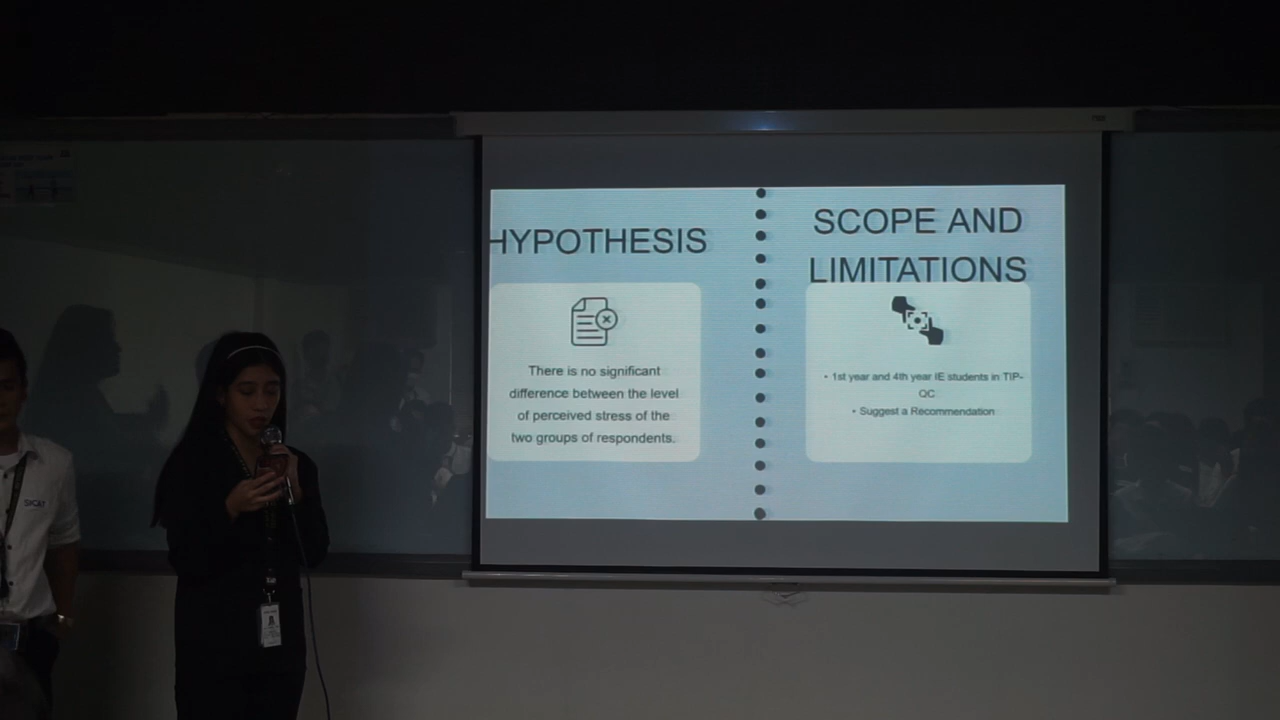 HYPOTHESIS
There is no significant
difference between the level
of perceived stress of the
two groups of respondents.
SCOPE AND
LIMITATIONS
• 1st year and 4th year IE students in TIP-
QC
• Suggest a Recommendation